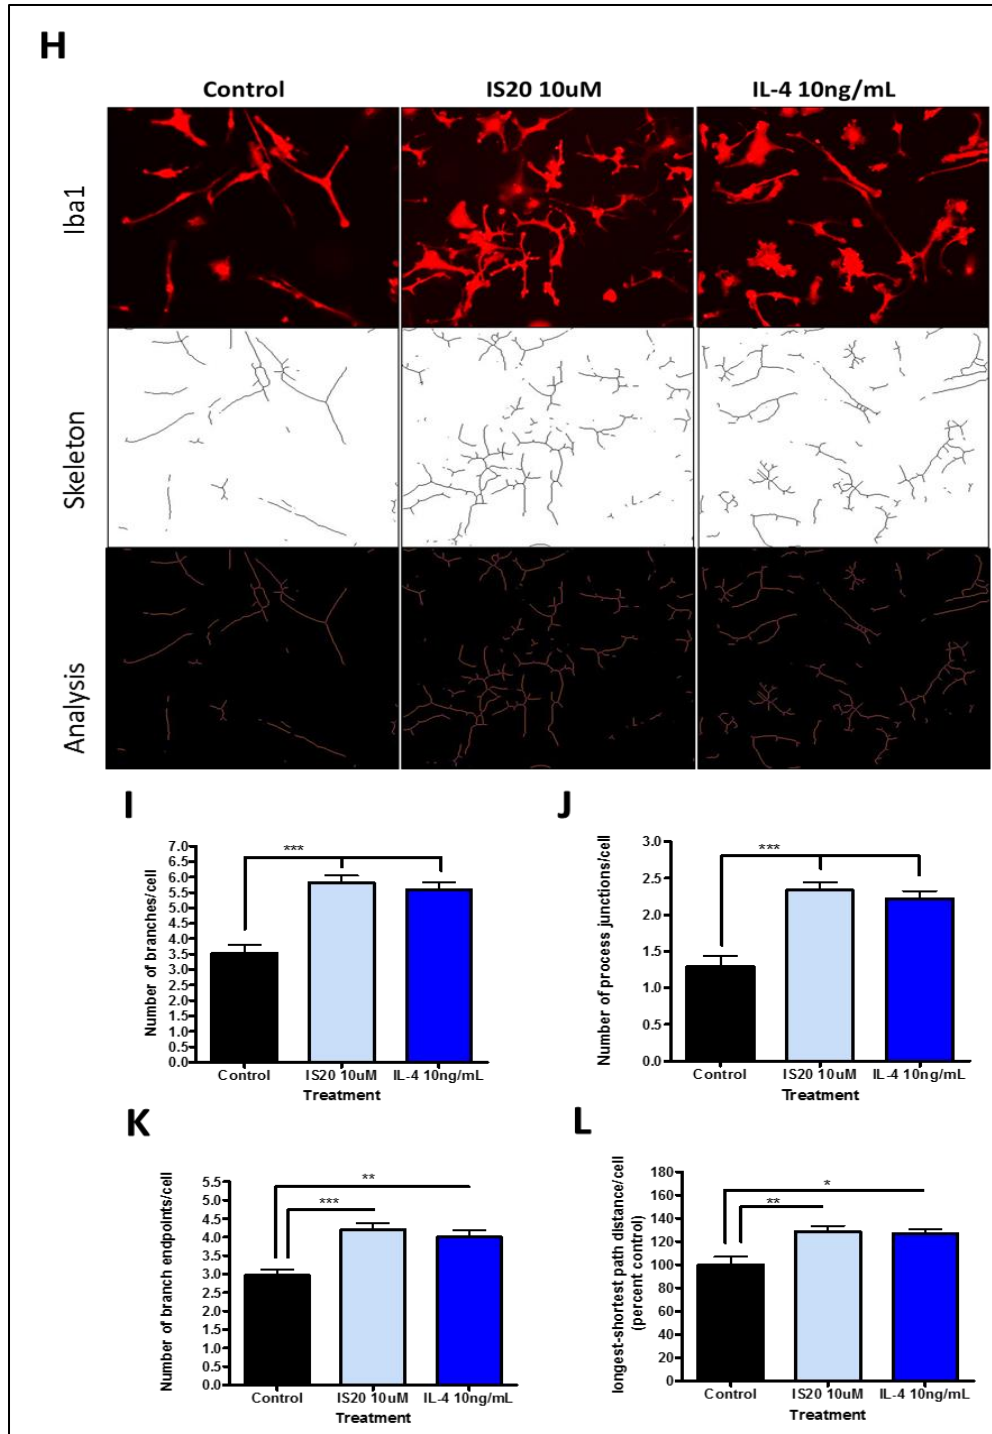 H
Control IS20 10uM IL-4 10ng/mL
Iba1
Skeleton
Analysis
I
Number of branches/cell
7.0
6.5
6.0
5.5
5.0
4.5
4.0
3.5
3.0
2.5
2.0
1.5
1.0
0.5
0.0
***
Control IS20 10uM IL-4 10ng/mL
Treatment
J
Number of process junctions/cell
3.0
2.5
2.0
1.5
1.0
0.5
0.0
***
Control IS20 10uM IL-4 10ng/mL
Treatment
K
Number of branch endpoints/cell
5.5
5.0
4.5
4.0
3.5
3.0
2.5
2.0
1.5
1.0
0.5
0.0
**
***
Control IS20 10uM IL-4 10ng/mL
Treatment
L
longest-shortest path distance/cell
(percent control)
180
160
140
120
100
80
60
40
20
0
*
**
Control IS20 10uM IL-4 10ng/mL
Treatment